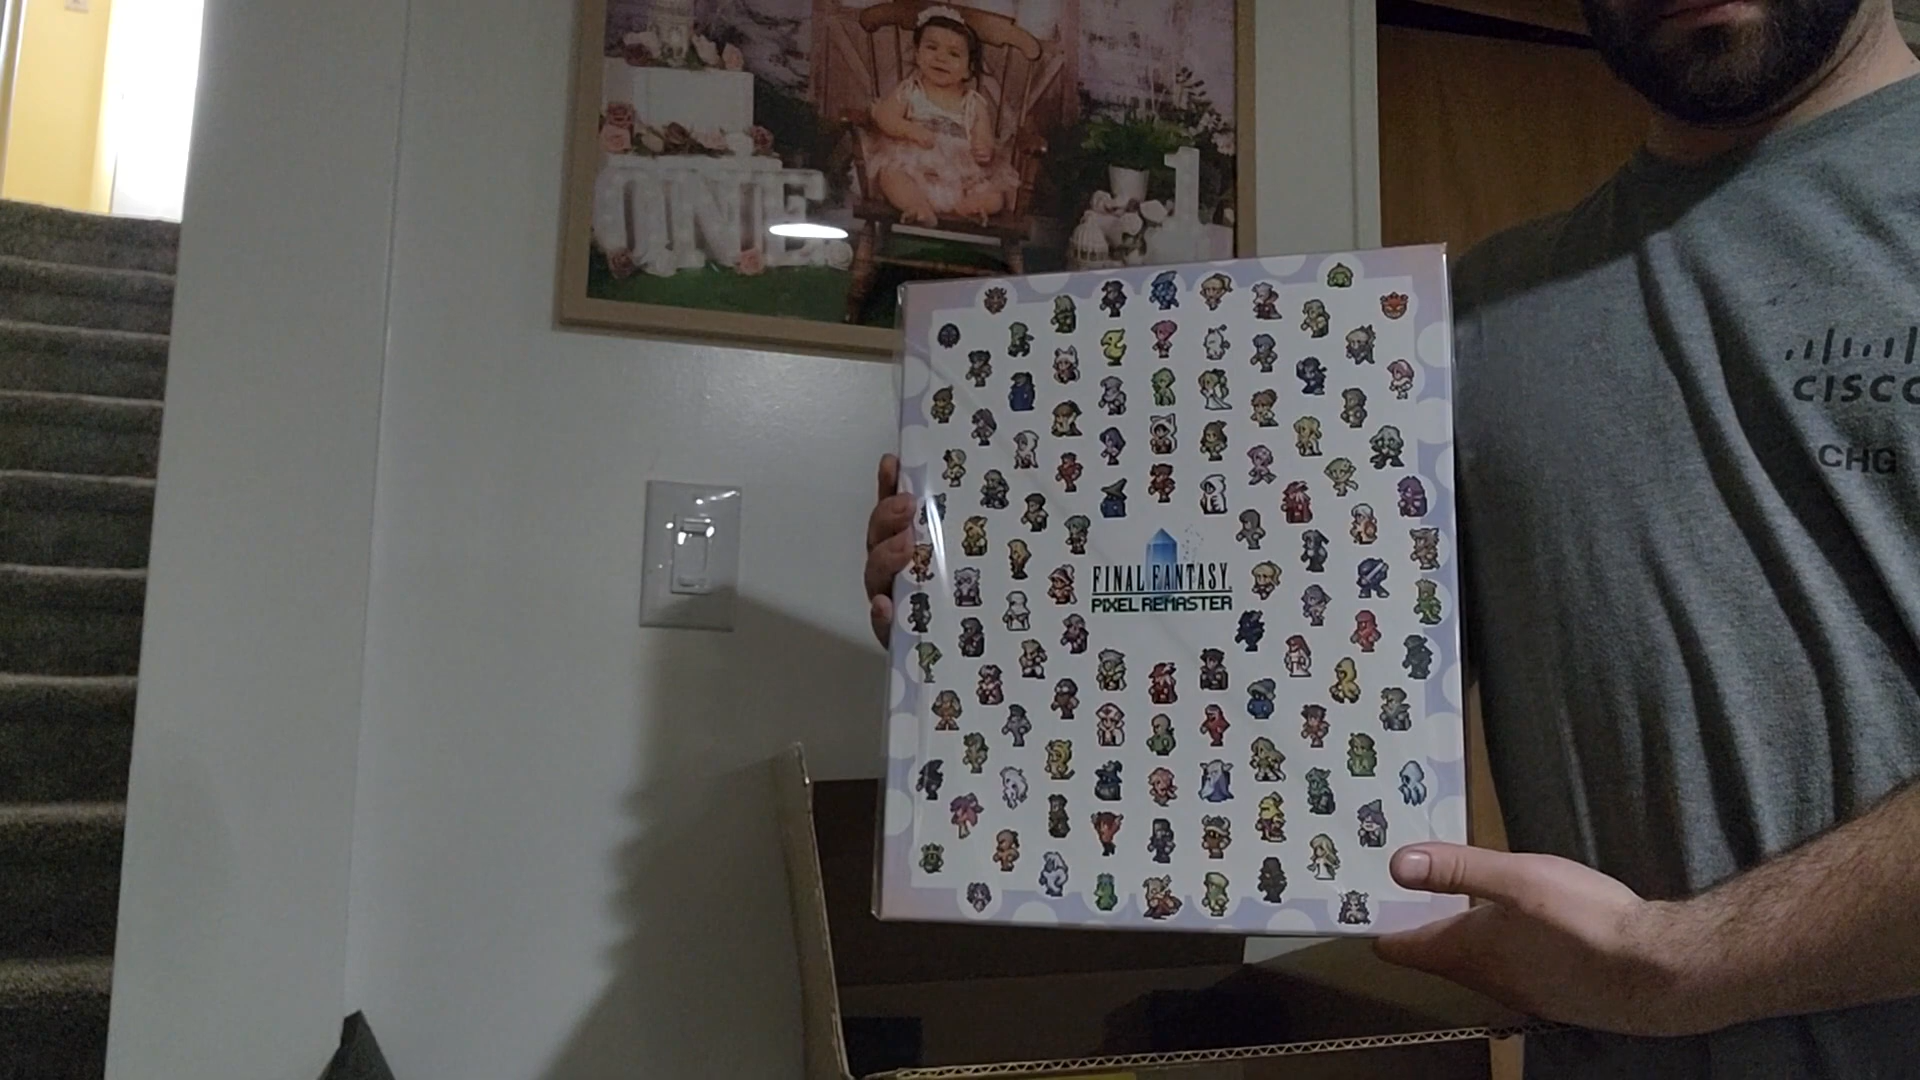 ONE
1
FINAL FANTASY
PIXEL REMASTER
CISCO
CHG